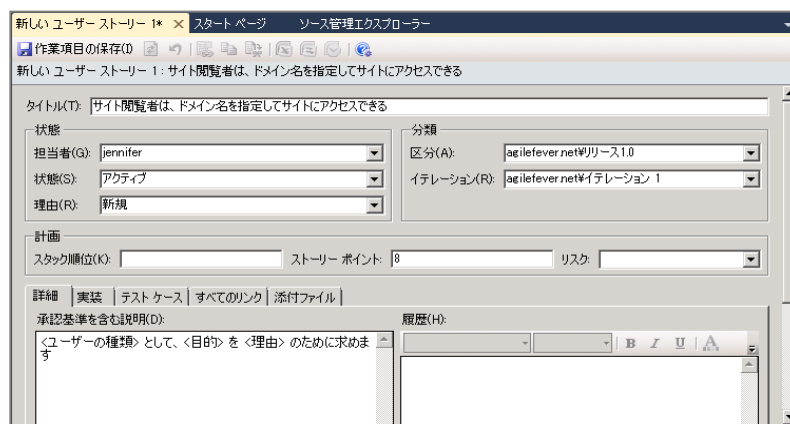 新しい ユーザー ストーリー 1* × スタート ページ ソース管理エクスプローラー
作業項目の保存(I)
新しい ユーザー ストーリー 1 : サイト閲覧者は、ドメイン名を指定してサイトにアクセスできる
タイトル(T): サイト閲覧者は、ドメイン名を指定してサイトにアクセスできる
状態 分類
担当者(G): jennifer 区分(A): agilefever.net¥リリース1.0
状態(S): アクティブ イテレーション(R): agilefever.net¥イテレーション 1
理由(R): 新規
計画
スタック順位(K): ストーリー ポイント: 8 リスク:
詳細 実装 テスト ケース すべてのリンク 添付ファイル
承認基準を含む説明(D): 履歴(H):
<ユーザーの種類> として、<目的> を <理由> のために求めま
す
B I U A